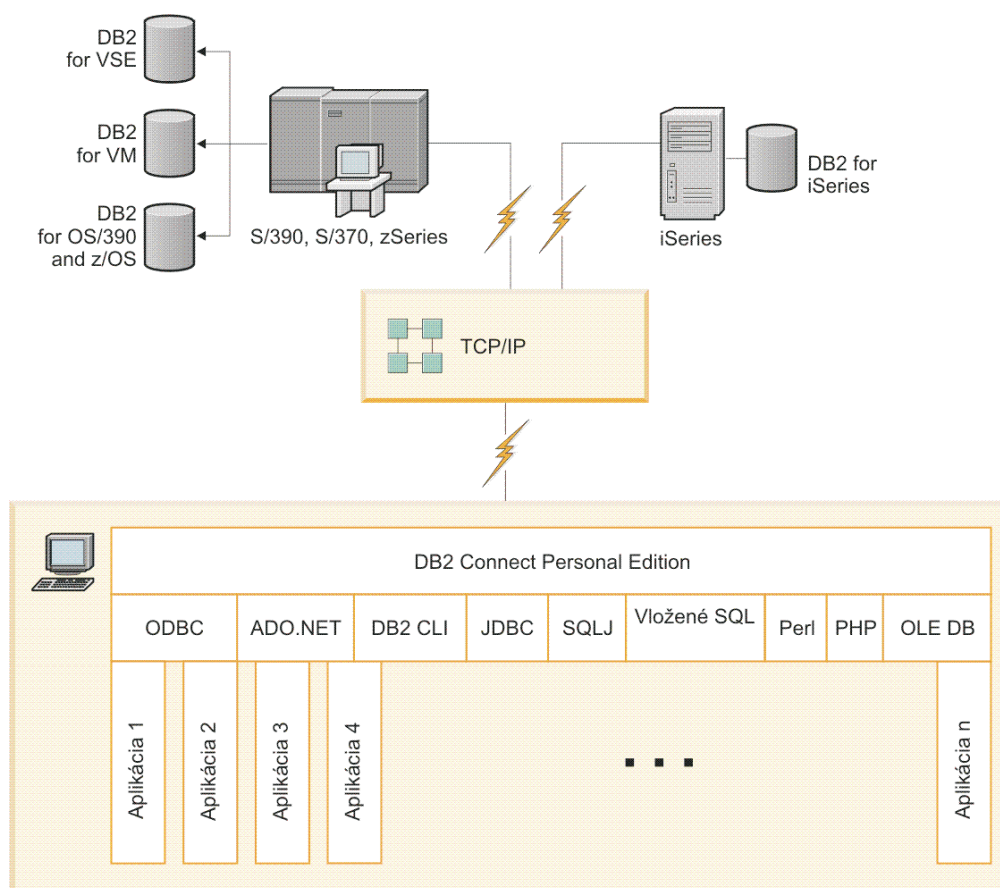 DB2
for VSE
DB2
for VM
DB2
for OS/390
and z/OS
S/390, S/370, zSeries
iSeries
DB2 for
iSeries
TCP/IP
DB2 Connect Personal Edition
ODBC
ADO.NET
DB2 CLI
JDBC
SQLJ
Vložené SQL
Perl
PHP
OLE DB
Aplikácia 1
Aplikácia 2
Aplikácia 3
Aplikácia 4
Aplikácia n